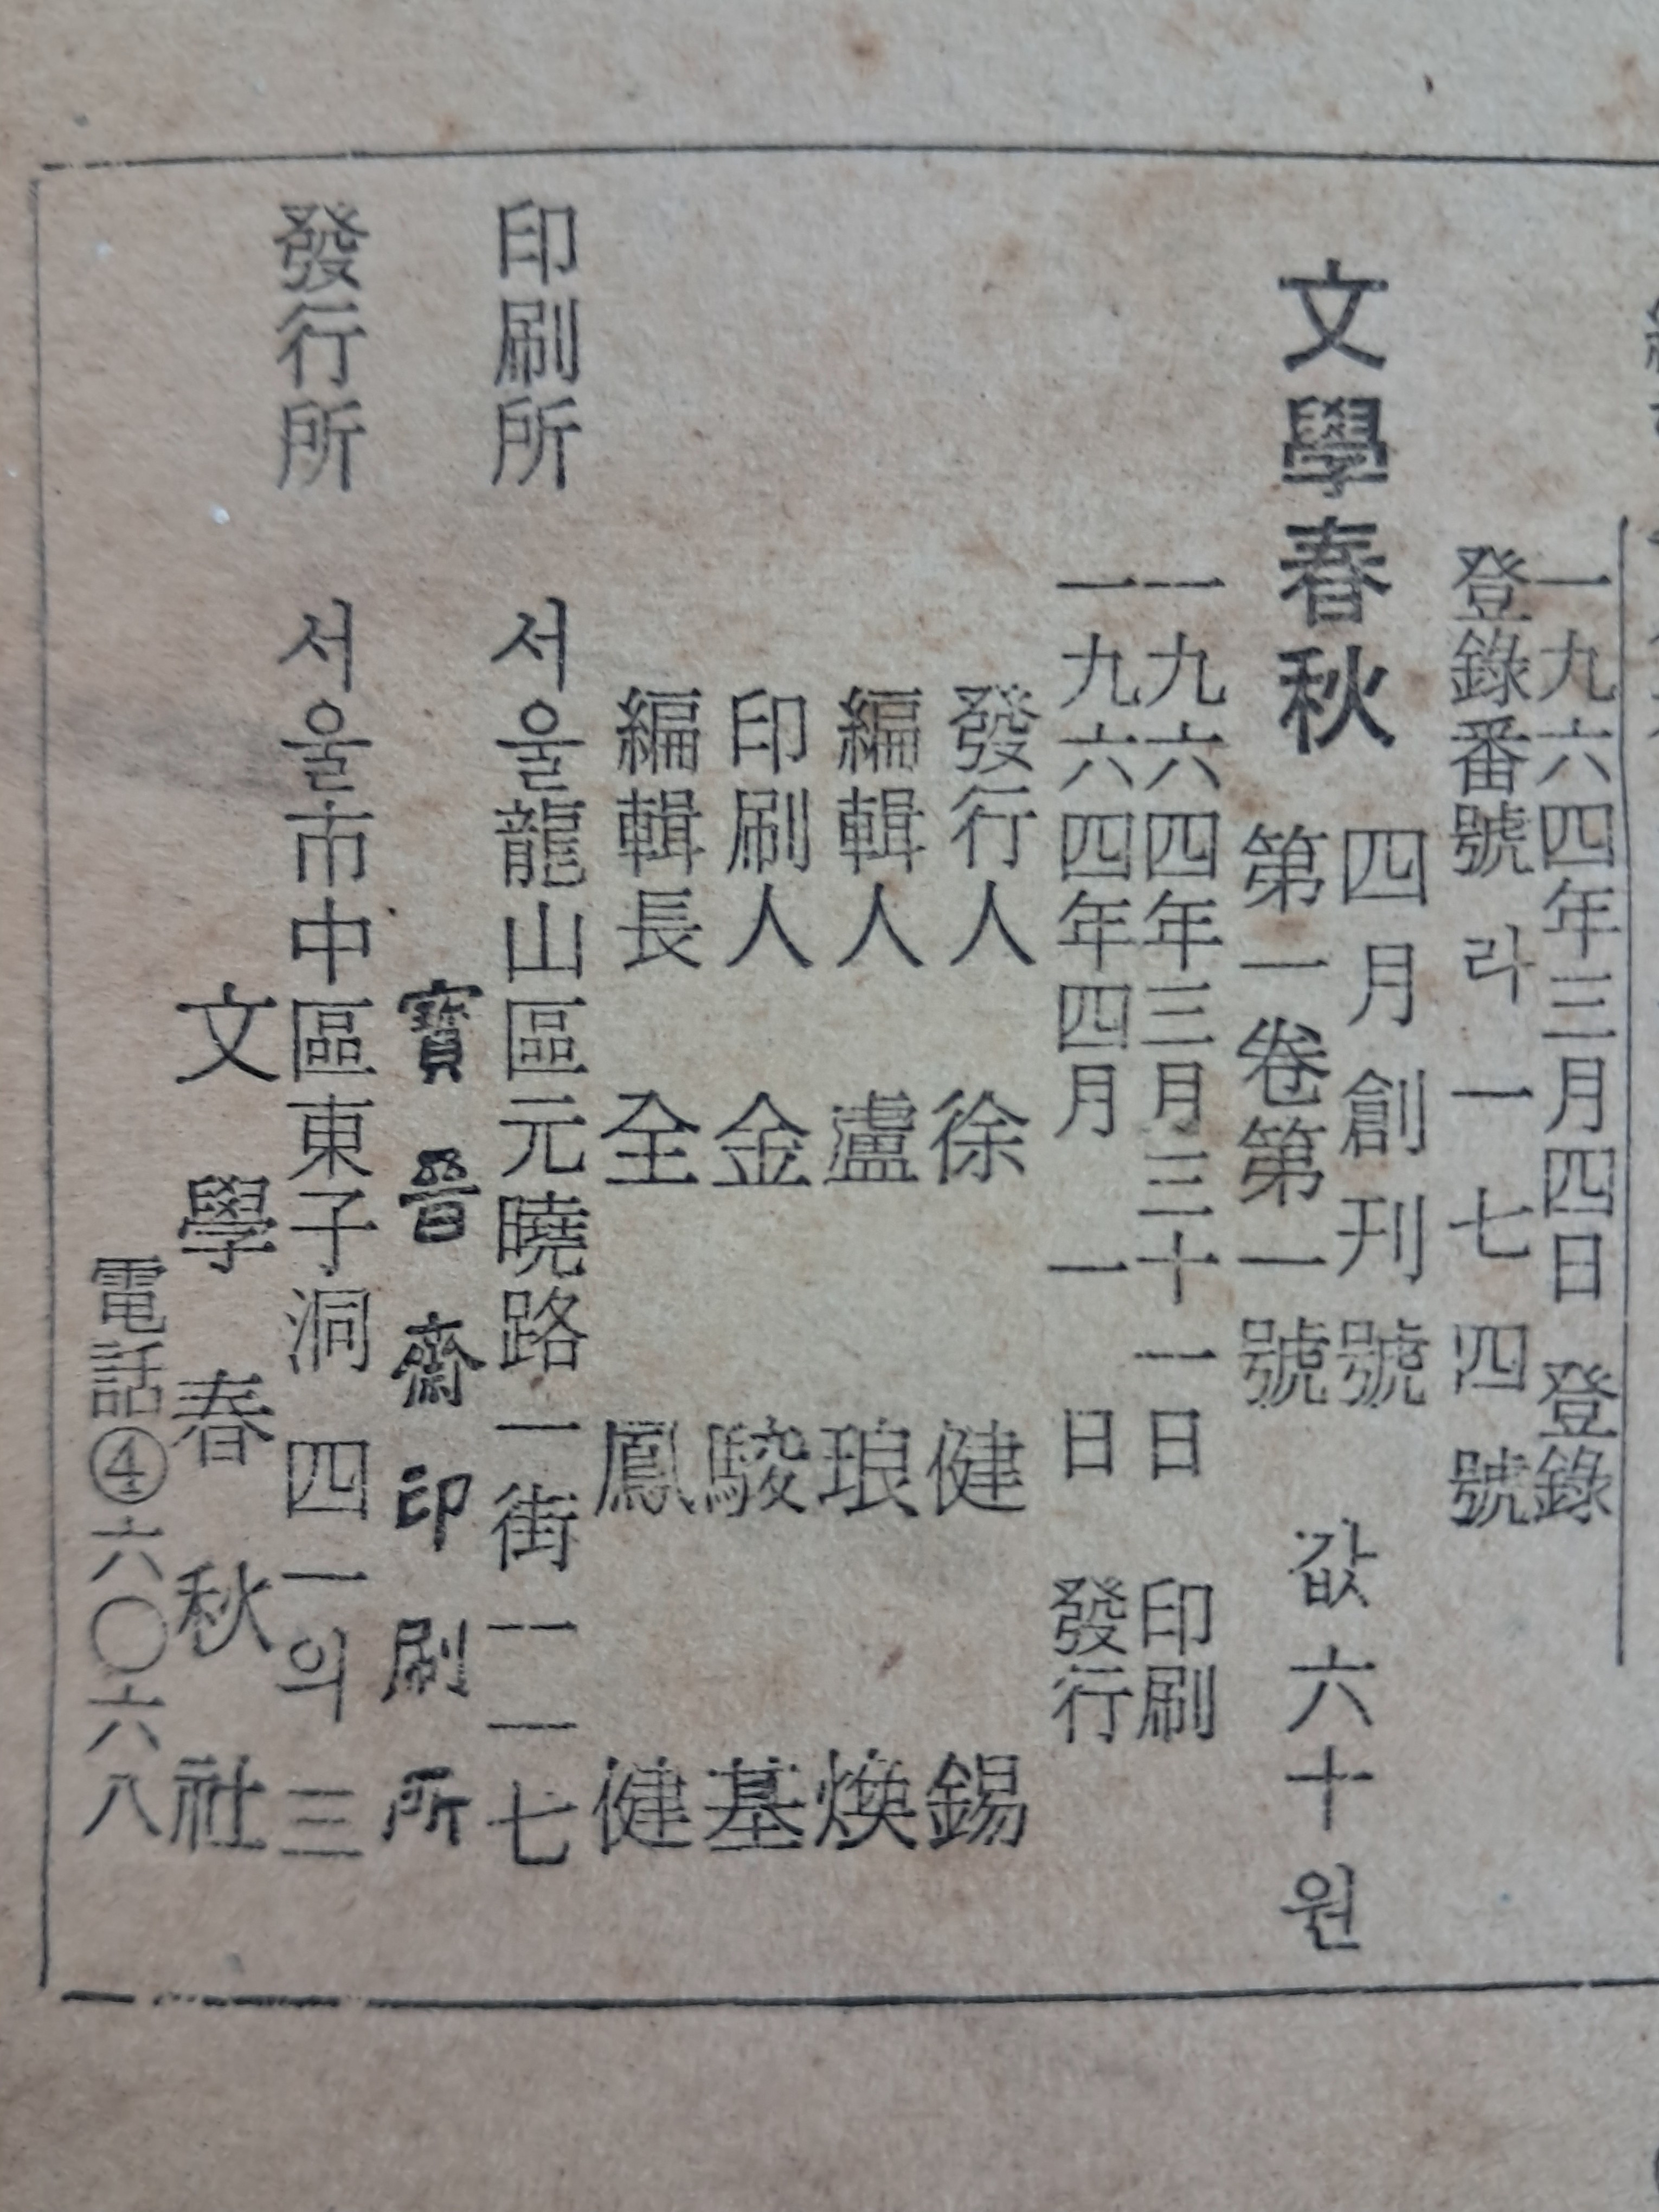 一九六四年三月四日 登錄
登錄番號 라 一七四號
文學春秋
四月創刊號
第一卷第一號
값 六十원
一九六四年三月三十一日 印刷
一九六四年四月 一日 發行
發行人 徐健錫
編輯人 盧琅煥
印刷人 金駿基
編輯長 全鳳健
印刷所 서울龍山區元曉路一街一一七
寶晉齋印刷所
發行所 서울市中區東子洞 四一의 三
文學春秋社
電話④六〇六八